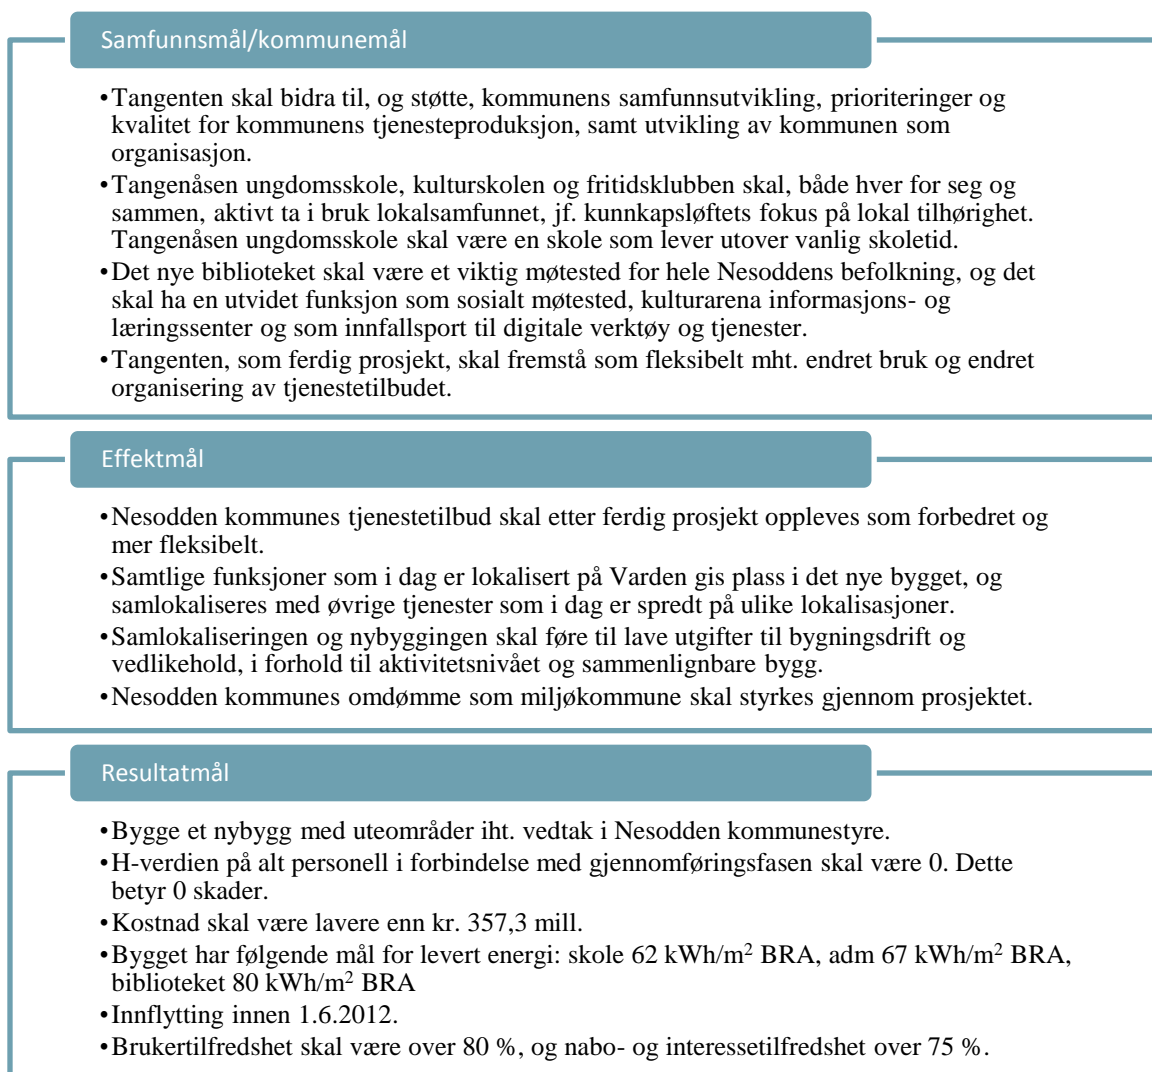 Samfunnsmål/kommunemål
•Tangenten skal bidra til, og støtte, kommunens samfunnsutvikling, prioriteringer og
kvalitet for kommunens tjenesteproduksjon, samt utvikling av kommunen som
organisasjon.
•Tangenåsen ungdomsskole, kulturskolen og fritidsklubben skal, både hver for seg og
sammen, aktivt ta i bruk lokalsamfunnet, jf. kunnkapsløftets fokus på lokal tilhørighet.
Tangenåsen ungdomsskole skal være en skole som lever utover vanlig skoletid.
•Det nye biblioteket skal være et viktig møtested for hele Nesoddens befolkning, og det
skal ha en utvidet funksjon som sosialt møtested, kulturarena informasjons- og
læringssenter og som innfallsport til digitale verktøy og tjenester.
•Tangenten, som ferdig prosjekt, skal fremstå som fleksibelt mht. endret bruk og endret
organisering av tjenestetilbudet.
Effektmål
•Nesodden kommunes tjenestetilbud skal etter ferdig prosjekt oppleves som forbedret og
mer fleksibelt.
•Samtlige funksjoner som i dag er lokalisert på Varden gis plass i det nye bygget, og
samlokaliseres med øvrige tjenester som i dag er spredt på ulike lokalisasjoner.
•Samlokaliseringen og nybyggingen skal føre til lave utgifter til bygningsdrift og
vedlikehold, i forhold til aktivitetsnivået og sammenlignbare bygg.
•Nesodden kommunes omdømme som miljøkommune skal styrkes gjennom prosjektet.
Resultatmål
•Bygge et nybygg med uteområder iht. vedtak i Nesodden kommunestyre.
•H-verdien på alt personell i forbindelse med gjennomføringsfasen skal være 0. Dette
betyr 0 skader.
•Kostnad skal være lavere enn kr. 357,3 mill.
•Bygget har følgende mål for levert energi: skole 62 kWh/m² BRA, adm 67 kWh/m² BRA,
biblioteket 80 kWh/m² BRA
•Innflytting innen 1.6.2012.
•Brukertilfredshet skal være over 80 %, og nabo- og interessetilfredshet over 75 %.